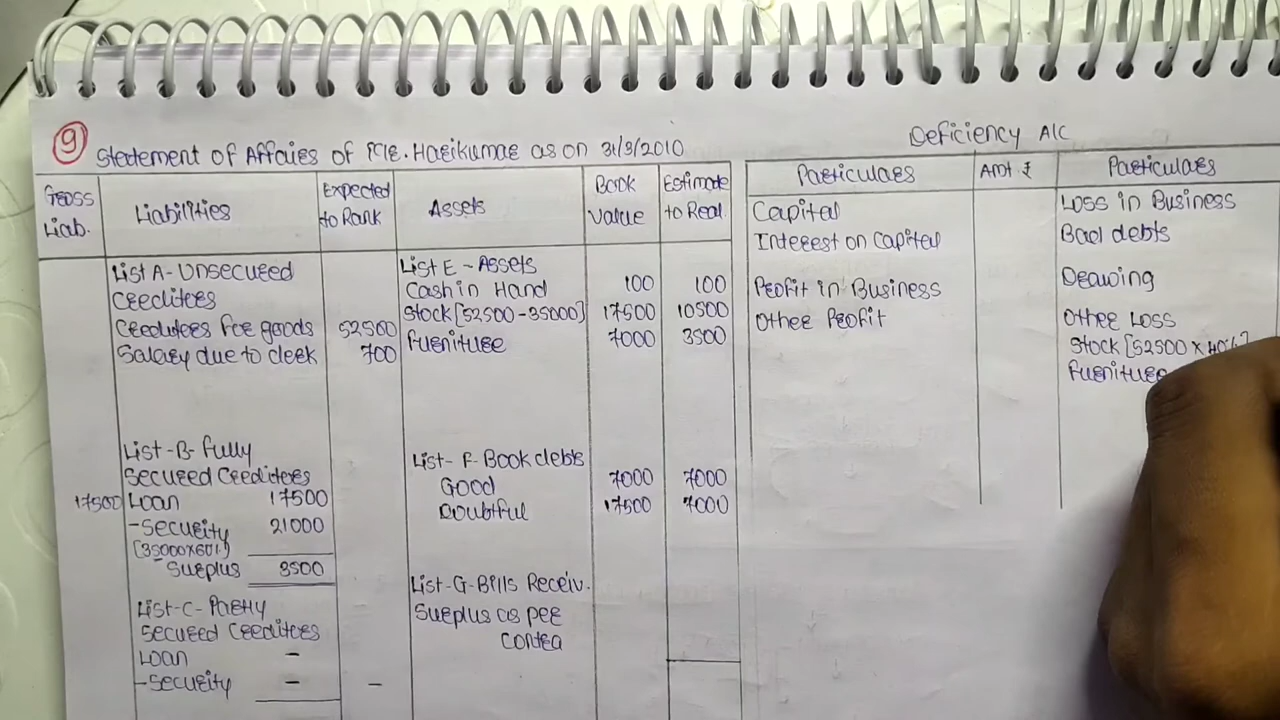 9 Statement of Affairs of Mr. Harikumar as on 31/3/2010
Gross Liab.
Liabilities
Expected to Rank
Assets
Book Value
Estimate to Real.
List A - Unsecured
Creditors
Creditors for goods 52500
Salary due to clerk 700
List-B-fully
Secured Creditors
17500 Loan 17500
- Security 21000
[35000x60%]
Surplus 3500
List-C-Partly
Secured Creditors
Loan -
- Security - -
List E - Assets
Cash in Hand 100 100
Stock [52500-35000] 17500 10500
Furniture 7000 3500
List- F-Book debts
Good 7000 7000
Doubtful 17500 7000
List-G-Bills Receiv.
Surplus as per
contra
Deficiency A/C
Particulars
Amt ₹
Particulars
Capital
Interest on Capital
Profit in Business
Other Profit
Loss in Business
Bad debts
Drawing
Other Loss
Stock [52500 x 40%]
Furniture